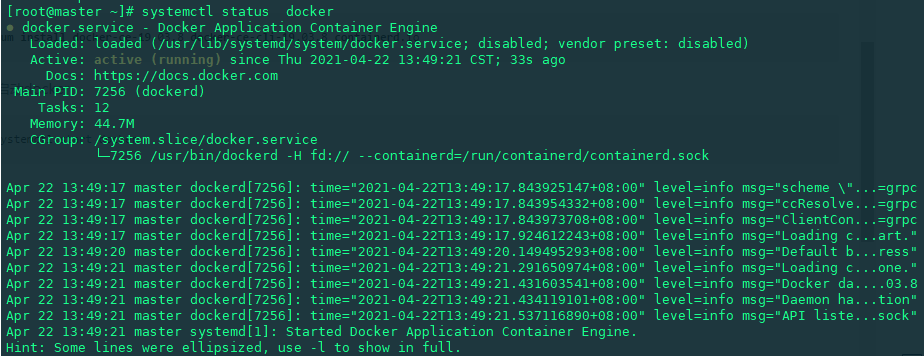 [root@master ~]# systemctl status  docker
● docker.service - Docker Application Container Engine
   Loaded: loaded (/usr/lib/systemd/system/docker.service; disabled; vendor preset: disabled)
   Active: active (running) since Thu 2021-04-22 13:49:21 CST; 33s ago
     Docs: https://docs.docker.com
 Main PID: 7256 (dockerd)
    Tasks: 12
   Memory: 44.7M
   CGroup: /system.slice/docker.service
           └─7256 /usr/bin/dockerd -H fd:// --containerd=/run/containerd/containerd.sock

Apr 22 13:49:17 master dockerd[7256]: time="2021-04-22T13:49:17.843925147+08:00" level=info msg="scheme \"...=grpc
Apr 22 13:49:17 master dockerd[7256]: time="2021-04-22T13:49:17.843954332+08:00" level=info msg="ccResolve...=grpc
Apr 22 13:49:17 master dockerd[7256]: time="2021-04-22T13:49:17.843973708+08:00" level=info msg="ClientCon...=grpc
Apr 22 13:49:17 master dockerd[7256]: time="2021-04-22T13:49:17.924612243+08:00" level=info msg="Loading c...art."
Apr 22 13:49:20 master dockerd[7256]: time="2021-04-22T13:49:20.149495293+08:00" level=info msg="Default b...ress"
Apr 22 13:49:21 master dockerd[7256]: time="2021-04-22T13:49:21.291650974+08:00" level=info msg="Loading c...one."
Apr 22 13:49:21 master dockerd[7256]: time="2021-04-22T13:49:21.431603541+08:00" level=info msg="Docker da....03.8
Apr 22 13:49:21 master dockerd[7256]: time="2021-04-22T13:49:21.434119101+08:00" level=info msg="Daemon ha...tion"
Apr 22 13:49:21 master dockerd[7256]: time="2021-04-22T13:49:21.537116890+08:00" level=info msg="API liste...sock"
Apr 22 13:49:21 master systemd[1]: Started Docker Application Container Engine.
Hint: Some lines were ellipsized, use -l to show in full.